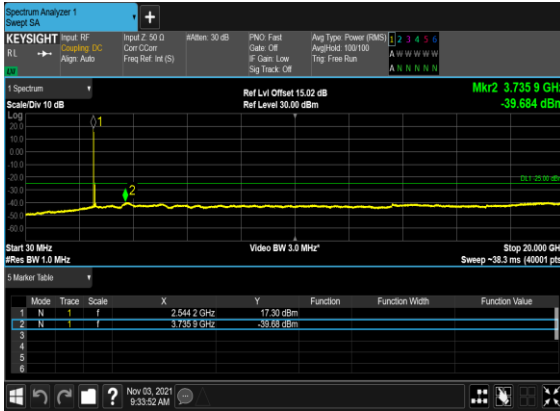 Spectrum Analyzer 1
Swept SA
+
KEYSIGHT
RL
Input: RF
Coupling: DC
Align: Auto
Input Z: 50 Ω
Corr CCorr
Freq Ref: Int (S)
#Atten: 30 dB
PNO: Fast
Gate: Off
IF Gain: Low
Sig Track: Off
Avg Type: Power (RMS)
Avg|Hold: 100/100
Trig: Free Run
1 2 3 4 5 6
A W W W W W
A N N N N N
1 Spectrum
Scale/Div 10 dB
Ref Lvl Offset 15.02 dB
Ref Level 30.00 dBm
Mkr2 3.735 9 GHz
-39.684 dBm
Log
20.0
10.0
0.00
-10.0
-20.0
-30.0
-40.0
-50.0
-60.0
1
2
DL1 -25.00 dBm
Start 30 MHz
#Res BW 1.0 MHz
Video BW 3.0 MHz*
Stop 20.000 GHz
Sweep ~38.3 ms (40001 pts)
5 Marker Table
Mode Trace Scale X Y Function Function Width Function Value
1 N 1 f 2.544 2 GHz 17.30 dBm
2 N 1 f 3.735 9 GHz -39.68 dBm
3
4
5
6
?
Nov 03, 2021
9:33:52 AM